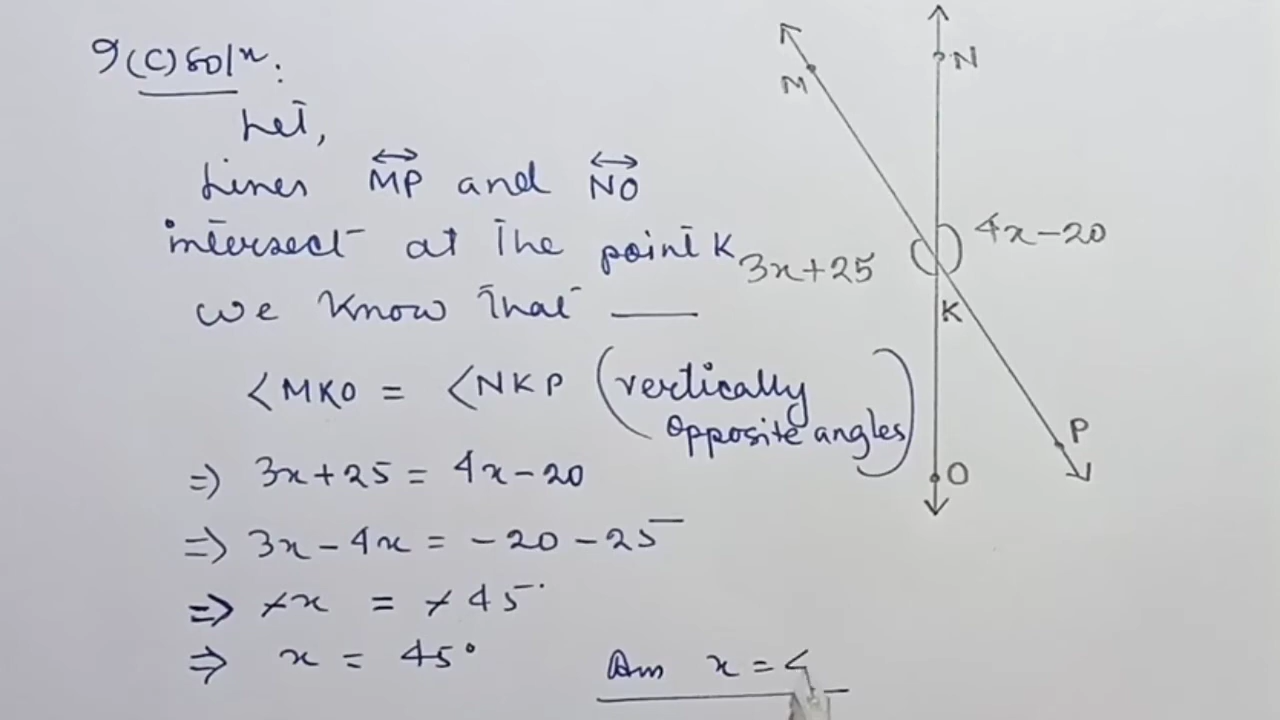 9(C) Solⁿ:
Let,
Lines MP and NO
intersect at the point K
we know that —
<MKO = <NKP (vertically opposite angles)
=> 3x+25 = 4x-20
=> 3x-4x = -20-25
=> -x = -45
=> x = 45°
Ans x = 4
M
N
3x+25
4x-20
K
P
O